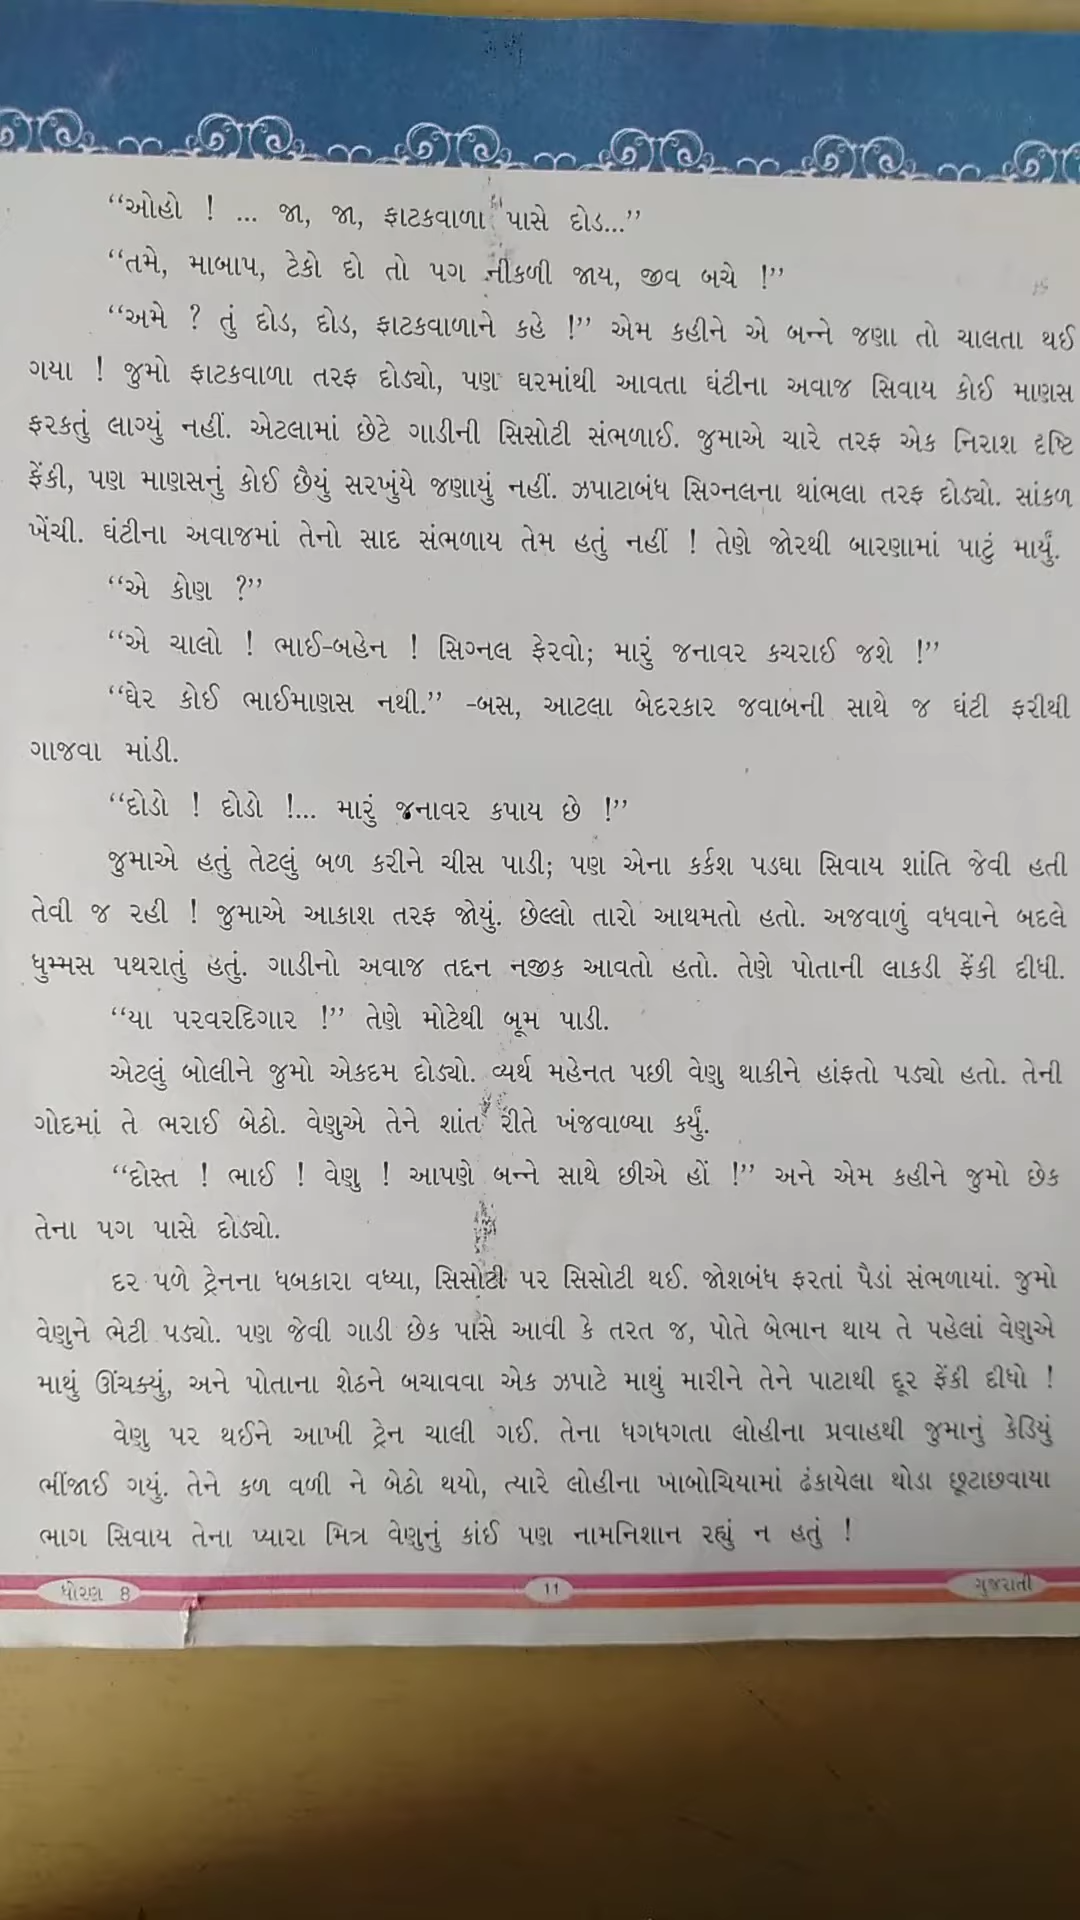 “ઓહો ! ... જા, જા, ફાટકવાળા પાસે દોડ...”
“તમે, માબાપ, ટેકો દો તો પગ નીકળી જાય, જીવ બચે !”
“અમે ? તું દોડ, દોડ, ફાટકવાળાને કહે !” એમ કહીને એ બન્ને જણા તો ચાલતા થઈ
ગયા ! જુમો ફાટકવાળા તરફ દોડ્યો, પણ ઘરમાંથી આવતા ઘંટીના અવાજ સિવાય કોઈ માણસ
ફરકતું લાગ્યું નહીં. એટલામાં છેટે ગાડીની સિસોટી સંભળાઈ. જુમાએ ચારે તરફ એક નિરાશ દૃષ્ટિ
ફેંકી, પણ માણસનું કોઈ છૈયું સરખુંયે જણાયું નહીં. ઝપાટાબંધ સિગ્નલના થાંભલા તરફ દોડ્યો. સાંકળ
ખેંચી. ઘંટીના અવાજમાં તેનો સાદ સંભળાય તેમ હતું નહીં ! તેણે જોરથી બારણામાં પાટું માર્યું.
“એ કોણ ?”
“એ ચાલો ! ભાઈ-બહેન ! સિગ્નલ ફેરવો; મારું જનાવર કચરાઈ જશે !”
“ઘેર કોઈ ભાઈમાણસ નથી.” -બસ, આટલા બેદરકાર જવાબની સાથે જ ઘંટી ફરીથી
ગાજવા માંડી.
“દોડો ! દોડો !... મારું જનાવર કપાય છે !”
જુમાએ હતું તેટલું બળ કરીને ચીસ પાડી; પણ એના કર્કશ પડઘા સિવાય શાંતિ જેવી હતી
તેવી જ રહી ! જુમાએ આકાશ તરફ જોયું. છેલ્લો તારો આથમતો હતો. અજવાળું વધવાને બદલે
ધુમ્મસ પથરાતું હતું. ગાડીનો અવાજ તદ્દન નજીક આવતો હતો. તેણે પોતાની લાકડી ફેંકી દીધી.
“યા પરવરદિગાર !” તેણે મોટેથી બૂમ પાડી.
એટલું બોલીને જુમો એકદમ દોડ્યો. વ્યર્થ મહેનત પછી વેણુ થાકીને હાંફતો પડ્યો હતો. તેની
ગોદમાં તે ભરાઈ બેઠો. વેણુએ તેને શાંત રીતે ખંજવાળ્યા કર્યું.
“દોસ્ત ! ભાઈ ! વેણુ ! આપણે બન્ને સાથે છીએ હોં !” અને એમ કહીને જુમો છેક
તેના પગ પાસે દોડ્યો.
દર પળે ટ્રેનના ધબકારા વધ્યા, સિસોટી પર સિસોટી થઈ. જોશબંધ ફરતાં પૈડાં સંભળાયાં. જુમો
વેણુને ભેટી પડ્યો. પણ જેવી ગાડી છેક પાસે આવી કે તરત જ, પોતે બેભાન થાય તે પહેલાં વેણુએ
માથું ઊંચક્યું, અને પોતાના શેઠને બચાવવા એક ઝપાટે માથું મારીને તેને પાટાથી દૂર ફેંકી દીધો !
વેણુ પર થઈને આખી ટ્રેન ચાલી ગઈ. તેના ધગધગતા લોહીના પ્રવાહથી જુમાનું કેડિયું
ભીંજાઈ ગયું. તેને કળ વળી ને બેઠો થયો, ત્યારે લોહીના ખાબોચિયામાં ઢંકાયેલા થોડા છૂટાછવાયા
ભાગ સિવાય તેના પ્યારા મિત્ર વેણુનું કાંઈ પણ નામનિશાન રહ્યું ન હતું !
ધોરણ 8 11 ગુજરાતી